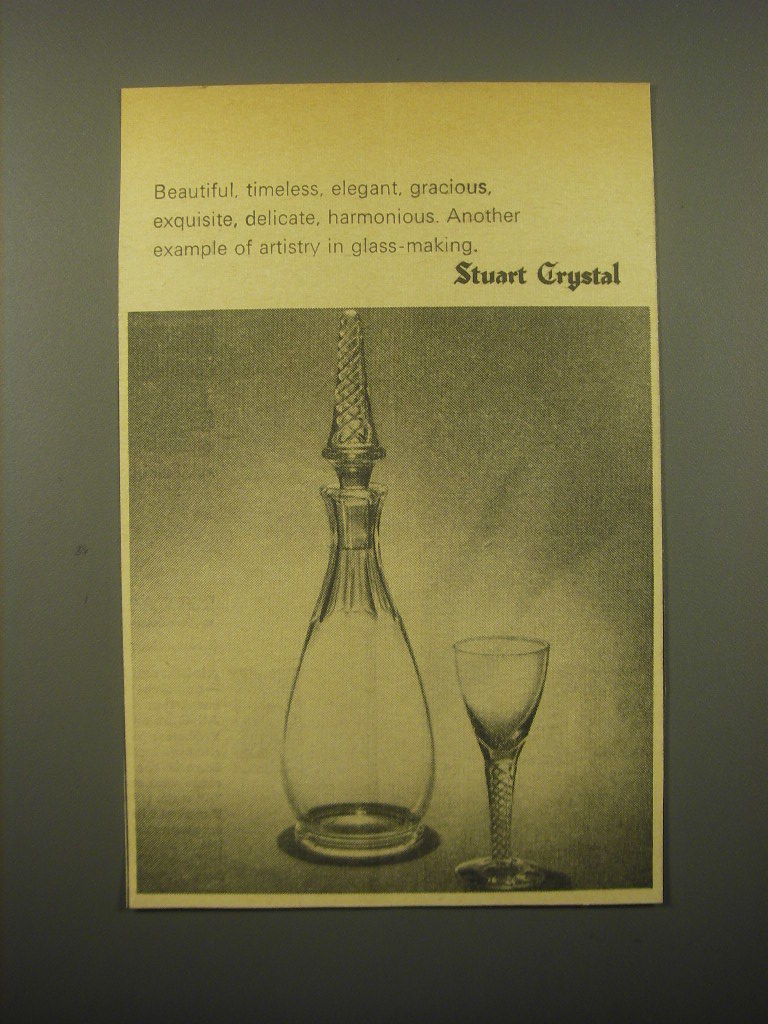 Beautiful, timeless, elegant, gracious,
exquisite, delicate, harmonious. Another
example of artistry in glass-making.
Stuart Crystal